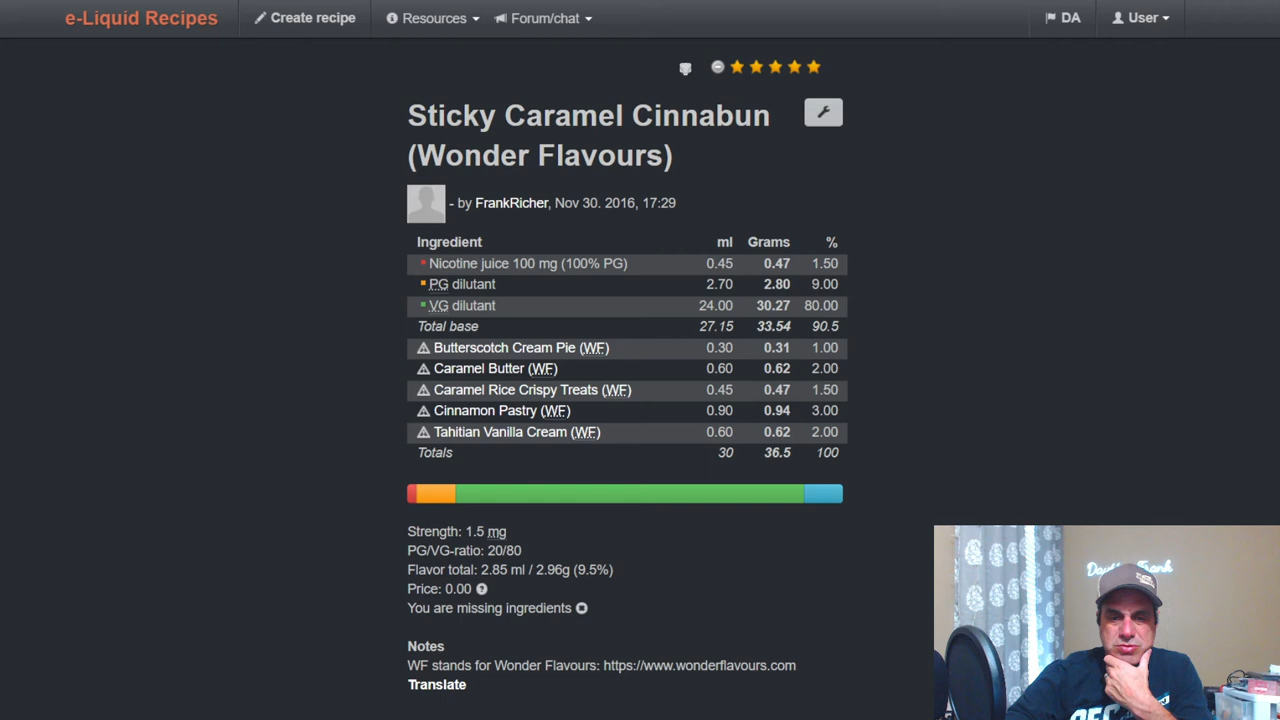 e-Liquid Recipes Create recipe Resources Forum/chat DA User
Sticky Caramel Cinnabun
(Wonder Flavours)
- by FrankRicher, Nov 30. 2016, 17:29
Ingredient ml Grams %
Nicotine juice 100 mg (100% PG) 0.45 0.47 1.50
PG dilutant 2.70 2.80 9.00
VG dilutant 24.00 30.27 80.00
Total base 27.15 33.54 90.5
Butterscotch Cream Pie (WF) 0.30 0.31 1.00
Caramel Butter (WF) 0.60 0.62 2.00
Caramel Rice Crispy Treats (WF) 0.45 0.47 1.50
Cinnamon Pastry (WF) 0.90 0.94 3.00
Tahitian Vanilla Cream (WF) 0.60 0.62 2.00
Totals 30 36.5 100
Strength: 1.5 mg
PG/VG-ratio: 20/80
Flavor total: 2.85 ml / 2.96g (9.5%)
Price: 0.00
You are missing ingredients
Notes
WF stands for Wonder Flavours: https://www.wonderflavours.com
Translate